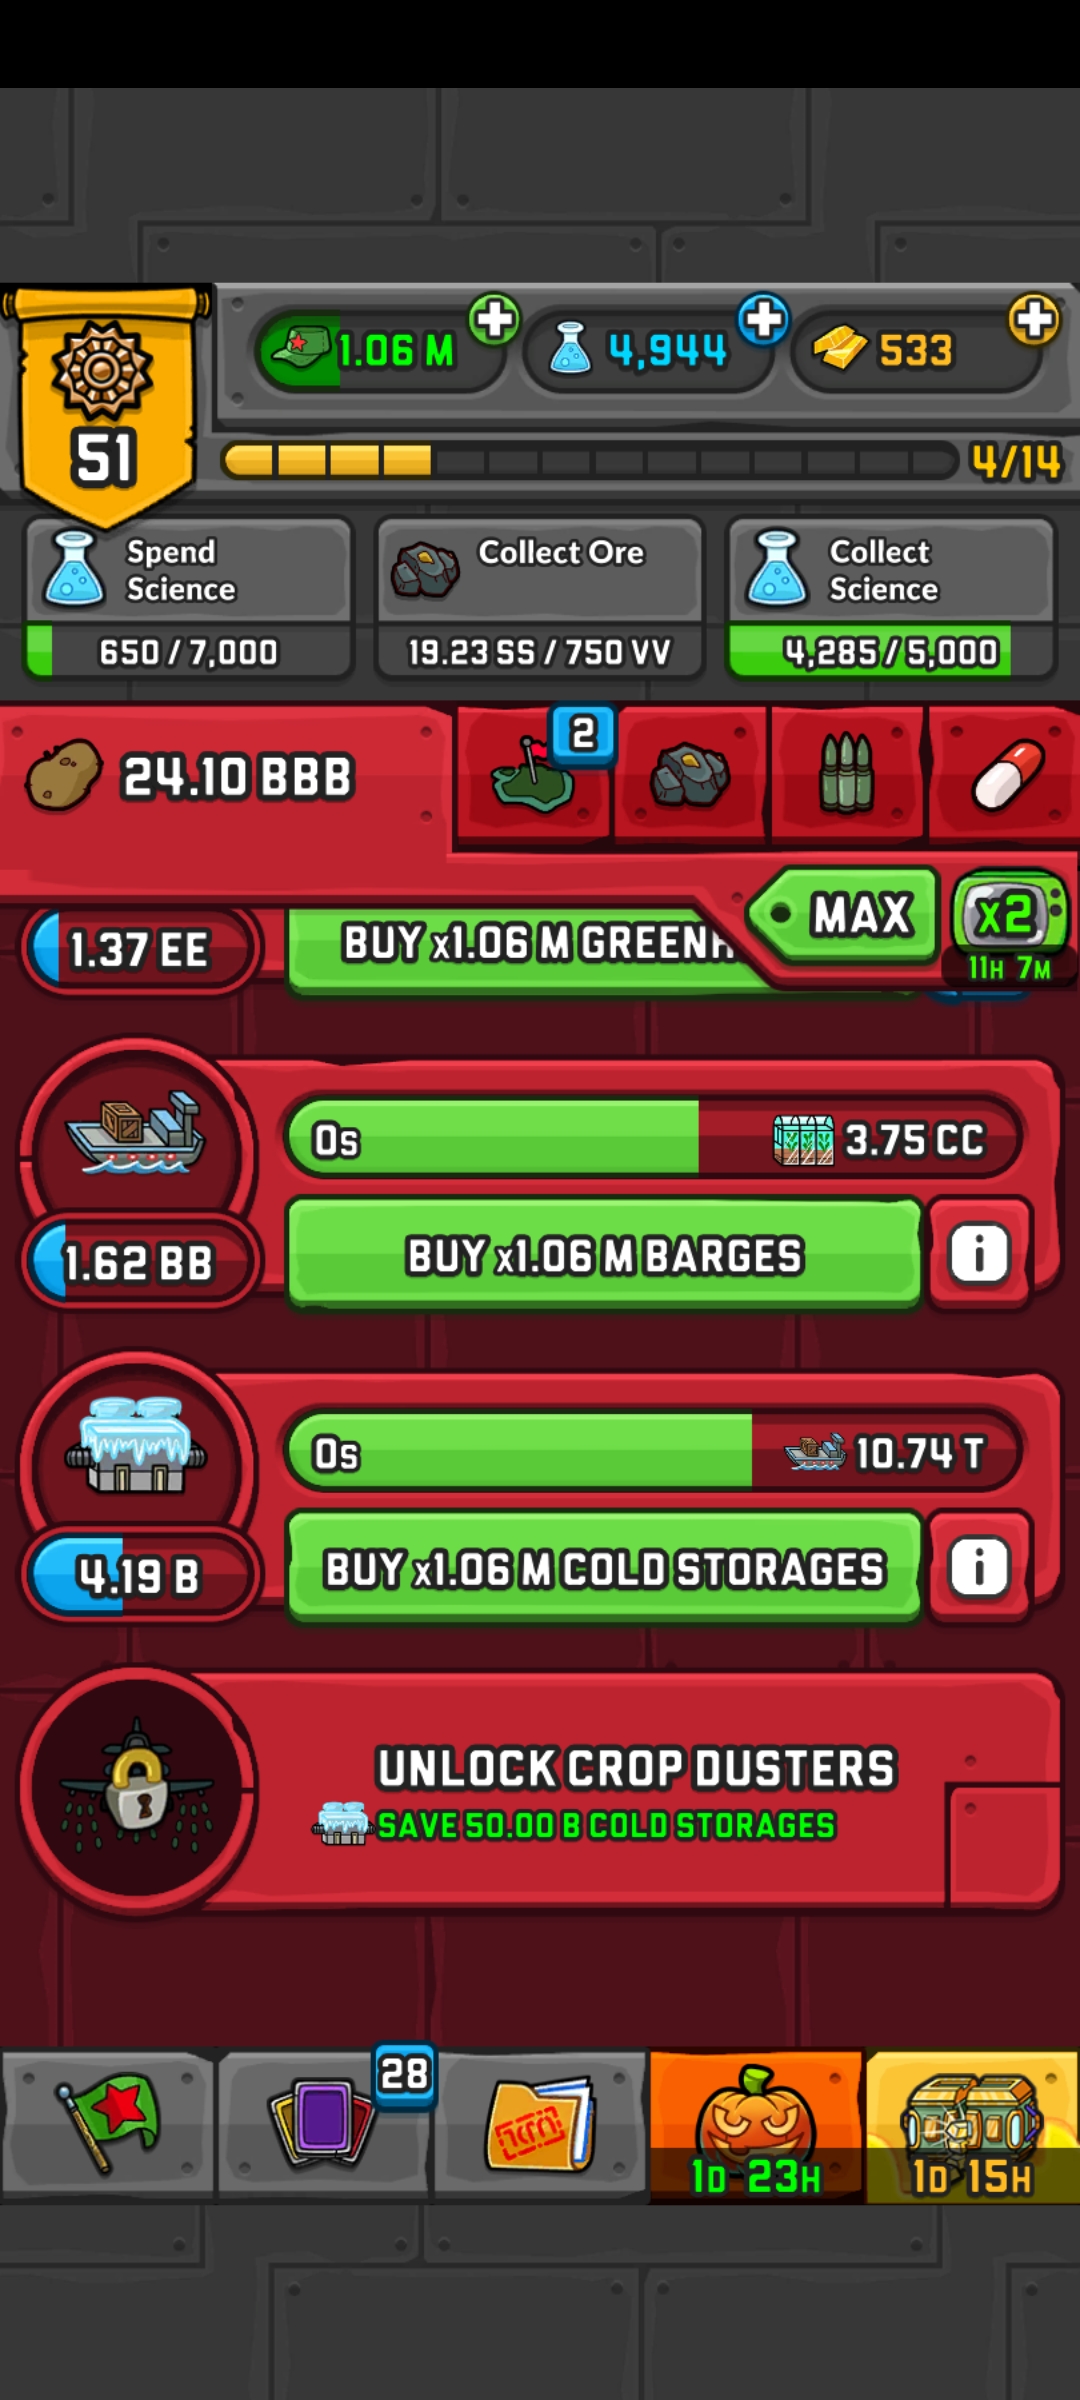 51
1.06 M
4,944
533
4/14
Spend
Science
650 / 7,000
Collect Ore
19.23 SS / 750 VV
Collect
Science
4,285 / 5,000
24.10 BBB
2
MAX
x2
11H 7M
1.37 EE
BUY x1.06 M GREENH
0s
3.75 CC
1.62 BB
BUY x1.06 M BARGES
i
0s
10.74 T
4.19 B
BUY x1.06 M COLD STORAGES
i
UNLOCK CROP DUSTERS
SAVE 50.00 B COLD STORAGES
28
1D 23H
1D 15H